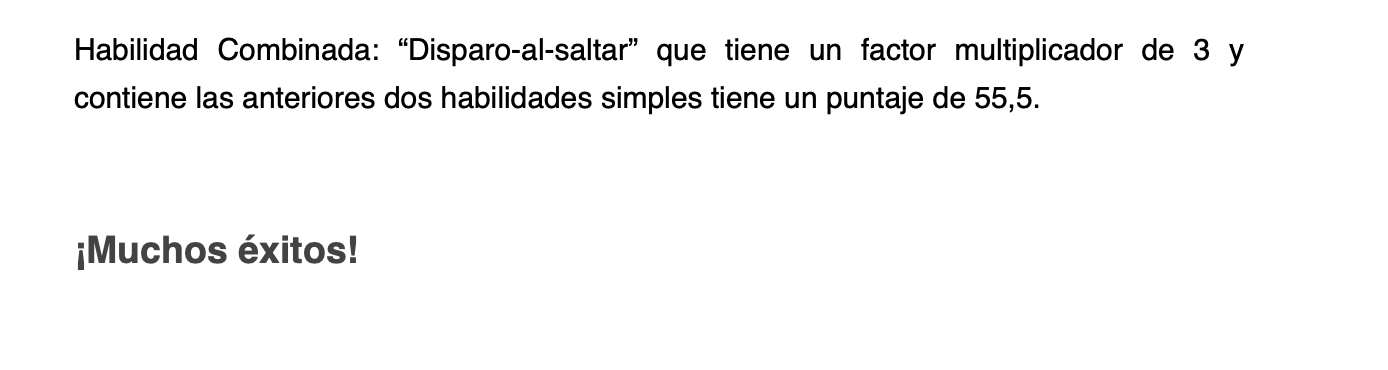 Habilidad Combinada: “Disparo-al-saltar” que tiene un factor multiplicador de 3 y
contiene las anteriores dos habilidades simples tiene un puntaje de 55,5.
¡Muchos éxitos!